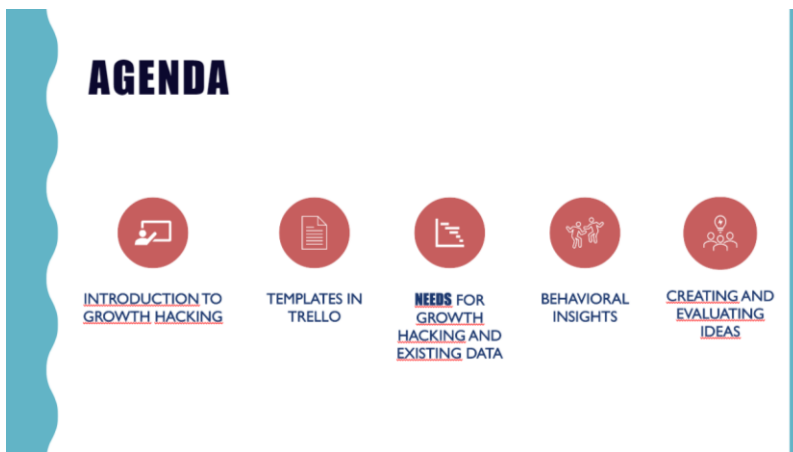 AGENDA
INTRODUCTION TO
GROWTH HACKING
TEMPLATES IN
TRELLO
NEEDS FOR
GROWTH
HACKING AND
EXISTING DATA
BEHAVIORAL
INSIGHTS
CREATING AND
EVALUATING
IDEAS